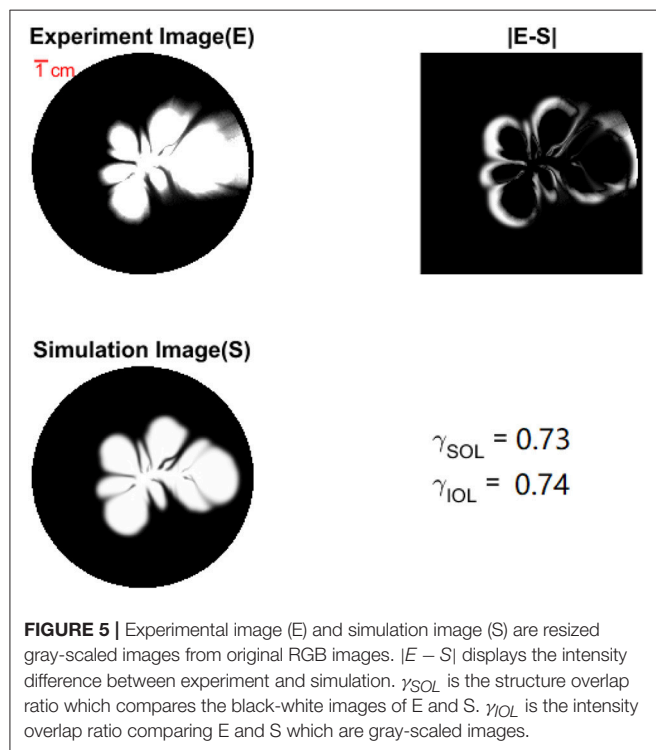 Experiment Image(E)
|E-S|
1 cm
Simulation Image(S)
γSOL = 0.73
γIOL = 0.74
FIGURE 5 | Experimental image (E) and simulation image (S) are resized
gray-scaled images from original RGB images. |E − S| displays the intensity
difference between experiment and simulation. γSOL is the structure overlap
ratio which compares the black-white images of E and S. γIOL is the intensity
overlap ratio comparing E and S which are gray-scaled images.